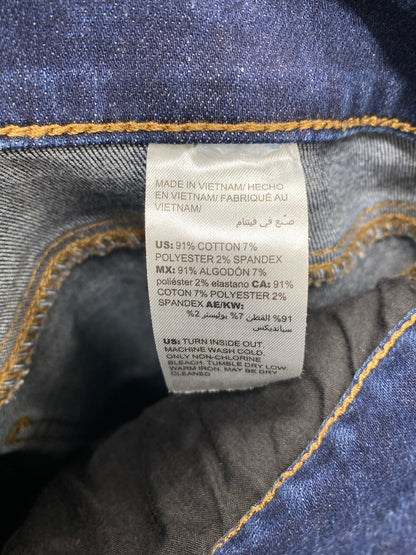 MADE IN VIETNAM/ HECHO
EN VIETNAM/ FABRIQUÉ AU
VIETNAM/
صنع في فيتنام
US: 91% COTTON 7%
POLYESTER 2% SPANDEX
MX: 91% ALGODÓN 7%
poliéster 2% elastano CA: 91%
COTON 7% POLYESTER 2%
SPANDEX AE/KW:
91% القطن 7% بوليستر 2%
سبانديكس
US: TURN INSIDE OUT.
MACHINE WASH COLD.
ONLY NON-CHLORINE
BLEACH. TUMBLE DRY LOW
WARM IRON. MAY BE DRY
CLEANED